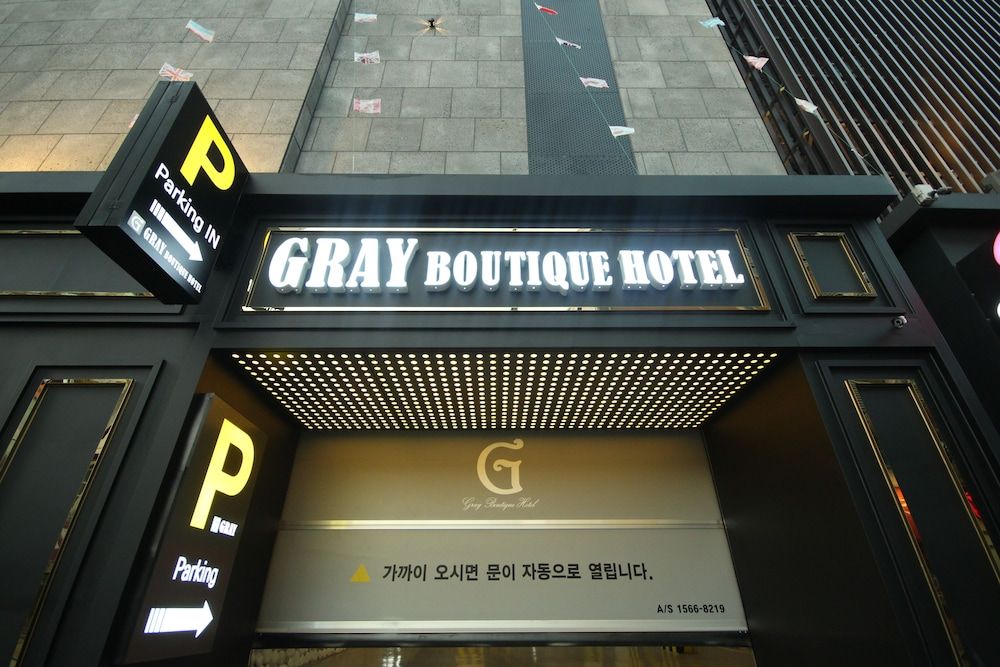 P
Parking IN
G GRAY BOUTIQUE HOTEL
GRAY BOUTIQUE HOTEL
G
Gray Boutique Hotel
P
GRAY
Parking
가까이 오시면 문이 자동으로 열립니다.
A/S 1566-8219